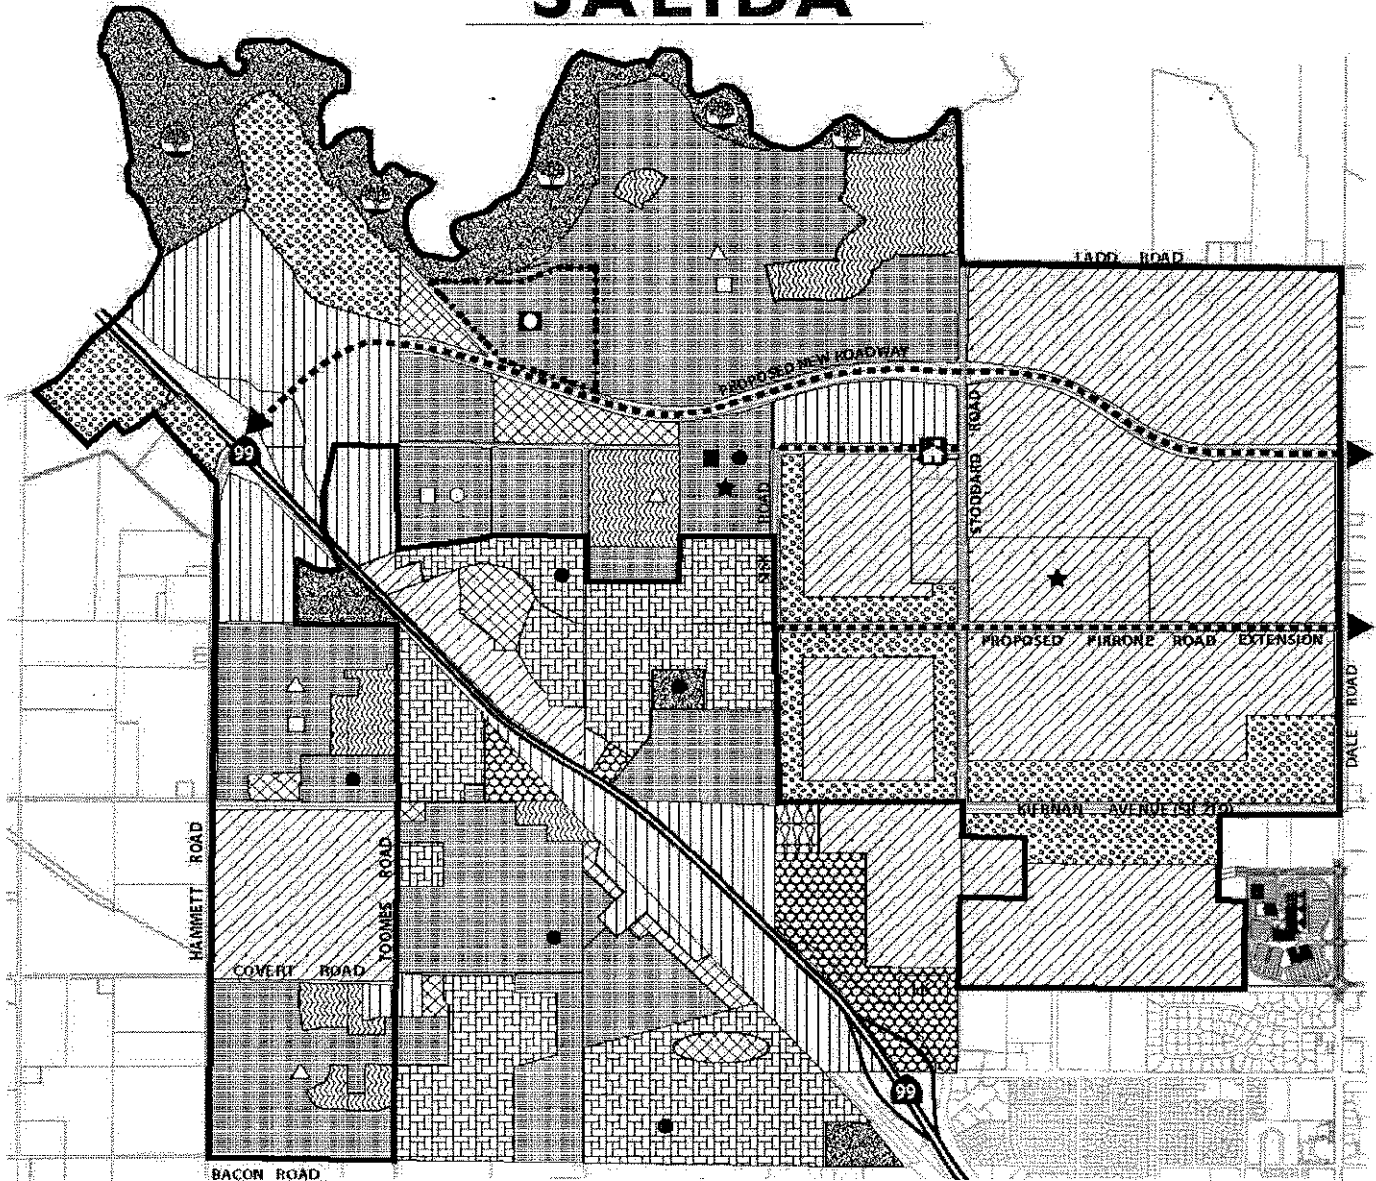 SALIDA
LADD ROAD
PROPOSED NEW ROADWAY
STODDARD ROAD
99
SISK ROAD
PROPOSED PIRRONE ROAD EXTENSION
DALE ROAD
KIERNAN AVENUE (SR 219)
HAMMETT ROAD
TOOMES ROAD
COVERT ROAD
99
BACON ROAD